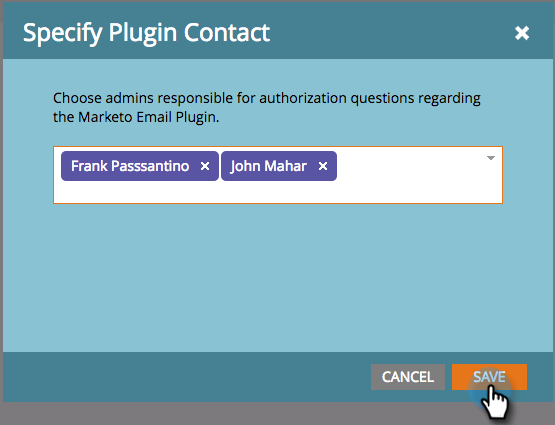 Specify Plugin Contact
Choose admins responsible for authorization questions regarding
the Marketo Email Plugin.
Frank Passsantino × John Mahar ×
CANCEL SAVE